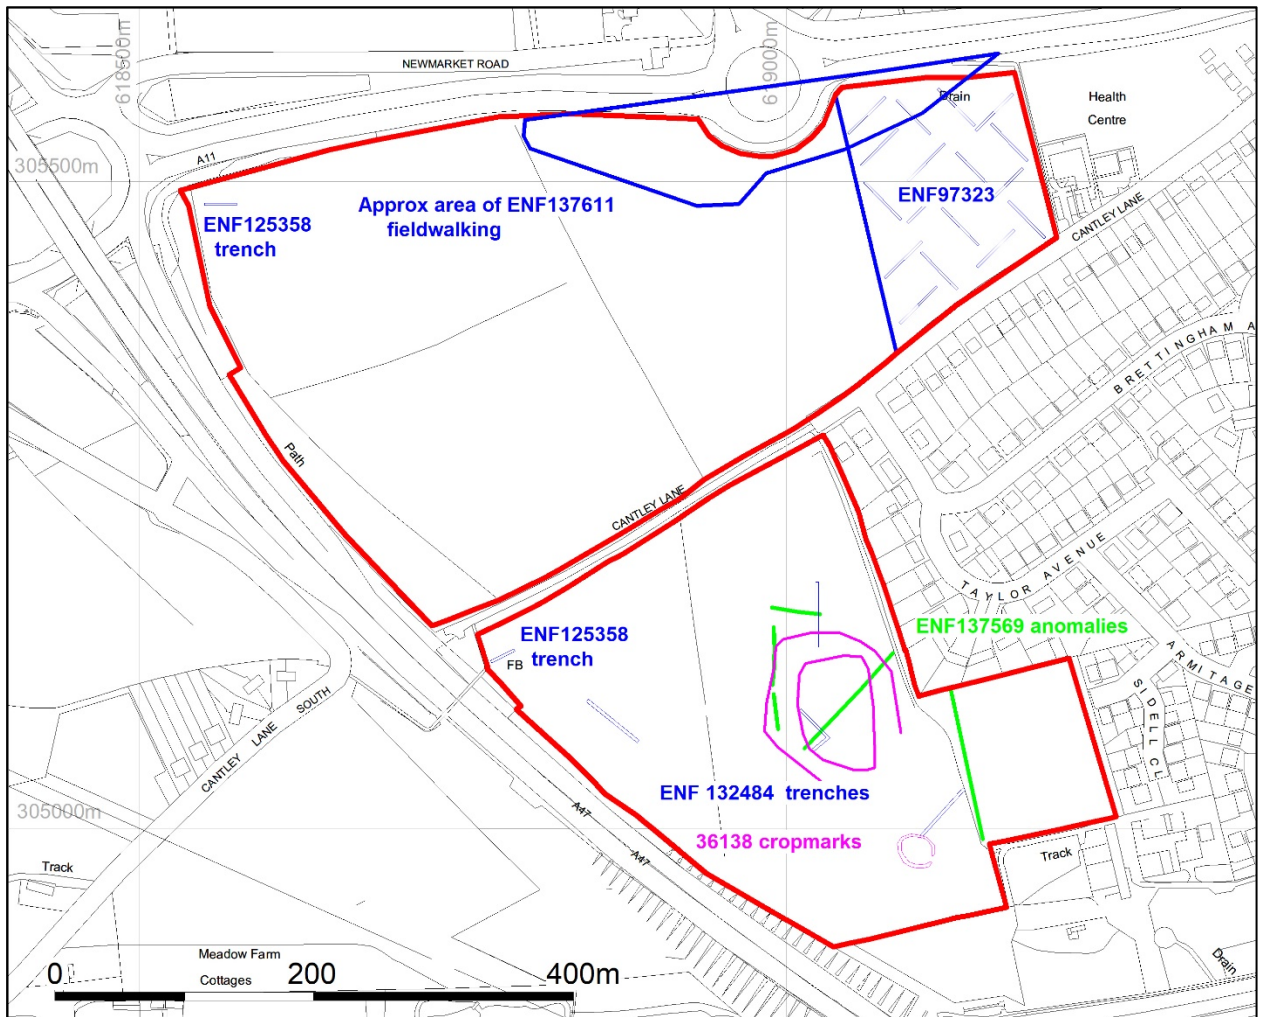 618500m
619000m
NEWMARKET ROAD
Drain
Health
Centre
A11
305500m
ENF97323
Approx area of ENF137611
fieldwalking
ENF125358
trench
CANTLEY LANE
BRETTINGHAM A
Path
CANTLEY LANE
TAYLOR AVENUE
ENF137569 anomalies
ENF125358
trench
FB
ARMITAGE
SIDELL CL
CANTLEY LANE SOUTH
ENF 132484 trenches
305000m
A47
36138 cropmarks
A47
Track
Track
Meadow Farm
Cottages
Drain
0 200 400m